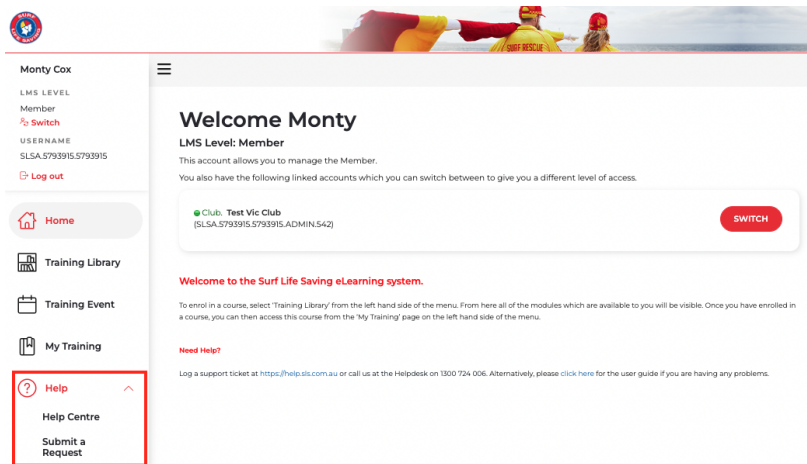 SURF
LIFE SAVING
SURF RESCUE
Monty Cox
LMS LEVEL
Member
Switch
USERNAME
SLSA.5793915.5793915
Log out
Home
Training Library
Training Event
My Training
Help
Help Centre
Submit a
Request
Welcome Monty
LMS Level: Member
This account allows you to manage the Member.
You also have the following linked accounts which you can switch between to give you a different level of access.
Club. Test Vic Club
(SLSA.5793915.5793915.ADMIN.542)
SWITCH
Welcome to the Surf Life Saving eLearning system.
To enrol in a course, select 'Training Library' from the left hand side of the menu. From here all of the modules which are available to you will be visible. Once you have enrolled in
a course, you can then access this course from the 'My Training' page on the left hand side of the menu.
Need Help?
Log a support ticket at https://help.sls.com.au or call us at the Helpdesk on 1300 724 006. Alternatively, please click here for the user guide if you are having any problems.